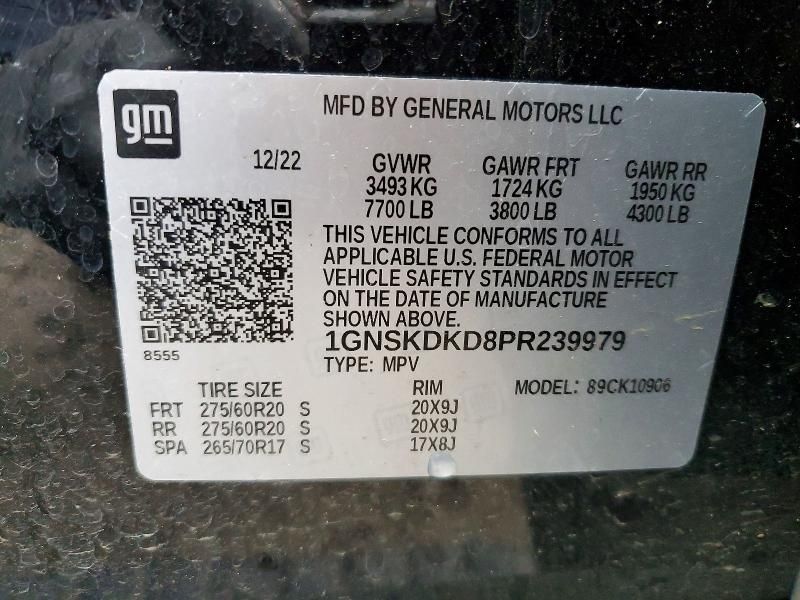 gm
MFD BY GENERAL MOTORS LLC
12/22 GVWR GAWR FRT GAWR RR
3493 KG 1724 KG 1950 KG
7700 LB 3800 LB 4300 LB
THIS VEHICLE CONFORMS TO ALL
APPLICABLE U.S. FEDERAL MOTOR
VEHICLE SAFETY STANDARDS IN EFFECT
ON THE DATE OF MANUFACTURE
SHOWN ABOVE.
8555
1GNSKDKD8PR239979
TYPE: MPV
TIRE SIZE RIM MODEL: 89CK10906
FRT 275/60R20 S 20X9J
RR 275/60R20 S 20X9J
SPA 265/70R17 S 17X8J